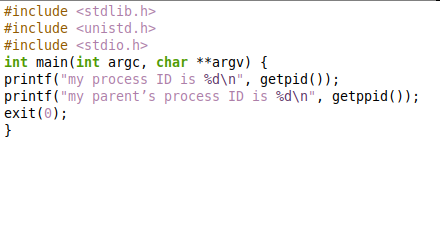 #include <stdlib.h>
#include <unistd.h>
#include <stdio.h>
int main(int argc, char **argv) {
printf("my process ID is %d\n", getpid());
printf("my parent’s process ID is %d\n", getppid());
exit(0);
}